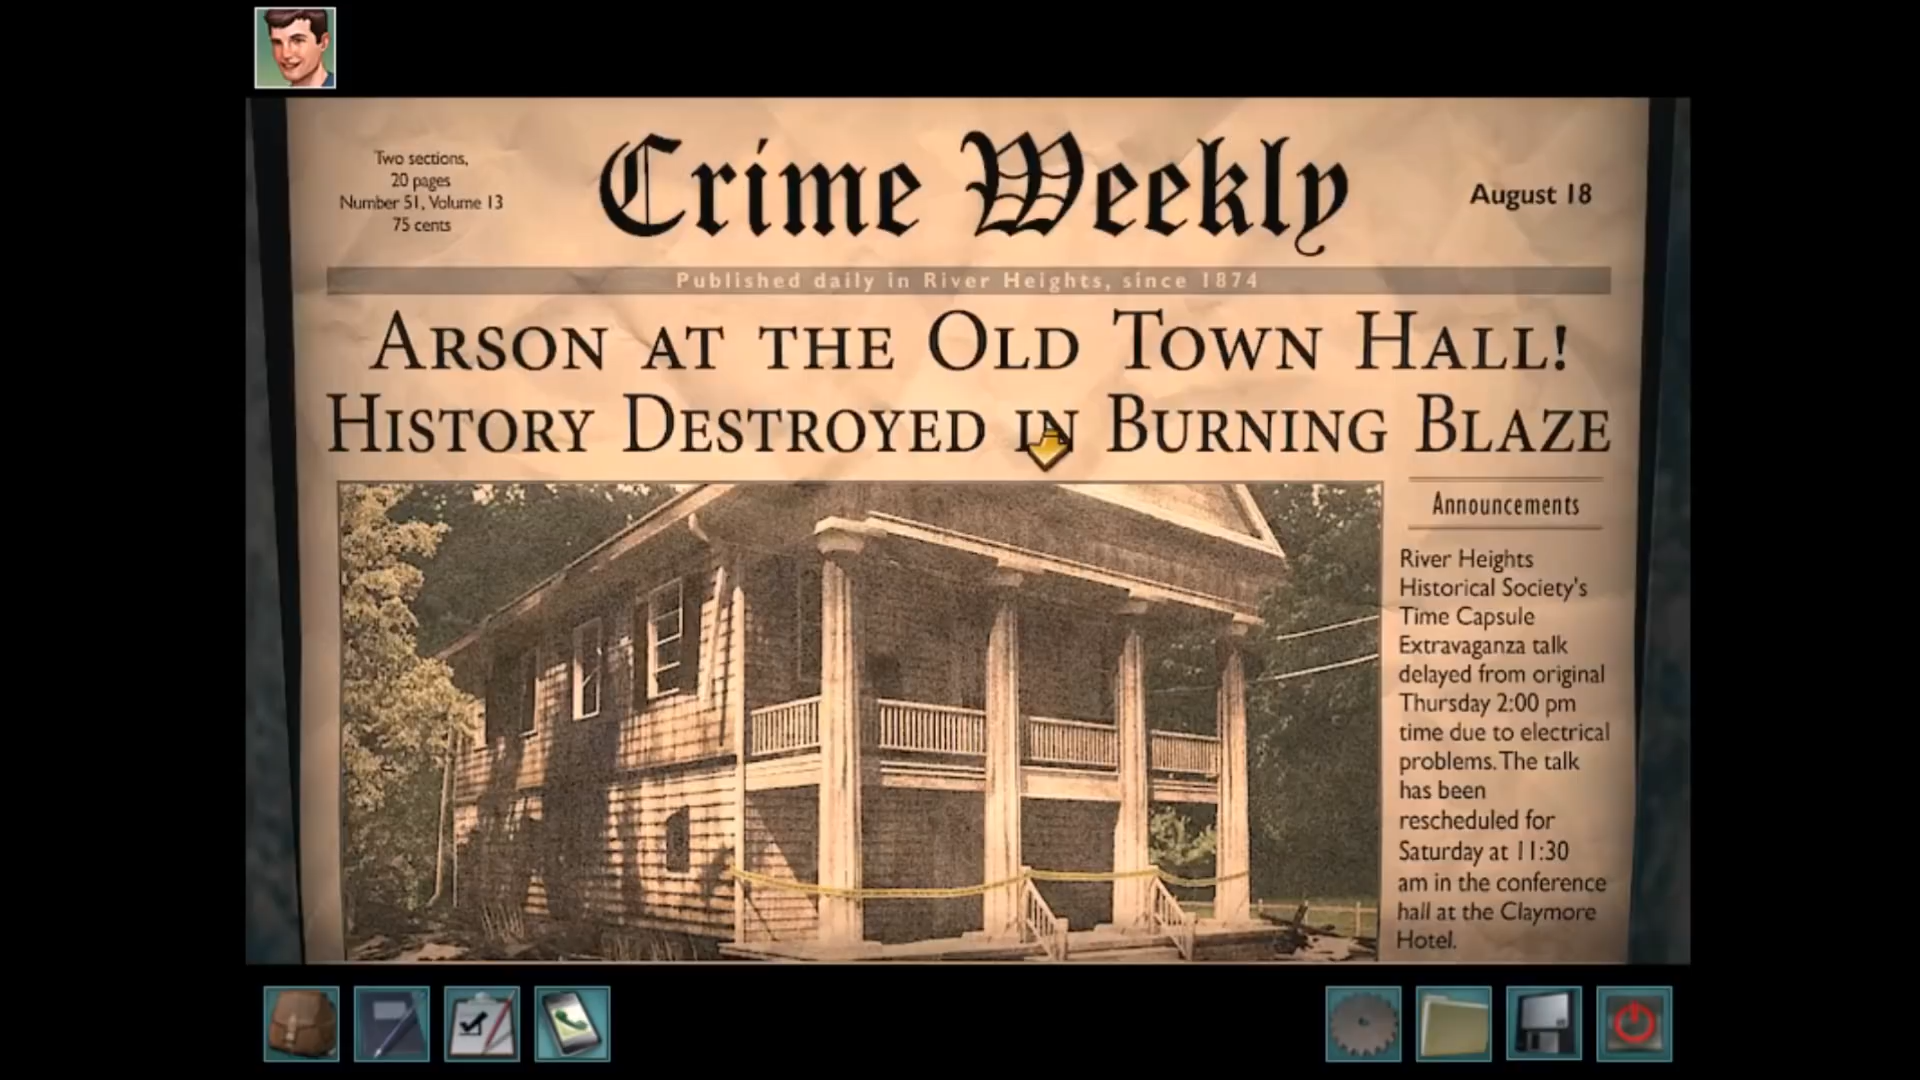 Two sections,
20 pages
Number 51, Volume 13
75 cents
Crime Weekly
August 18
Published daily in River Heights, since 1874
Arson at the Old Town Hall!
History Destroyed in Burning Blaze
Announcements
River Heights
Historical Society's
Time Capsule
Extravaganza talk
delayed from original
Thursday 2:00 pm
time due to electrical
problems. The talk
has been
rescheduled for
Saturday at 11:30
am in the conference
hall at the Claymore
Hotel.